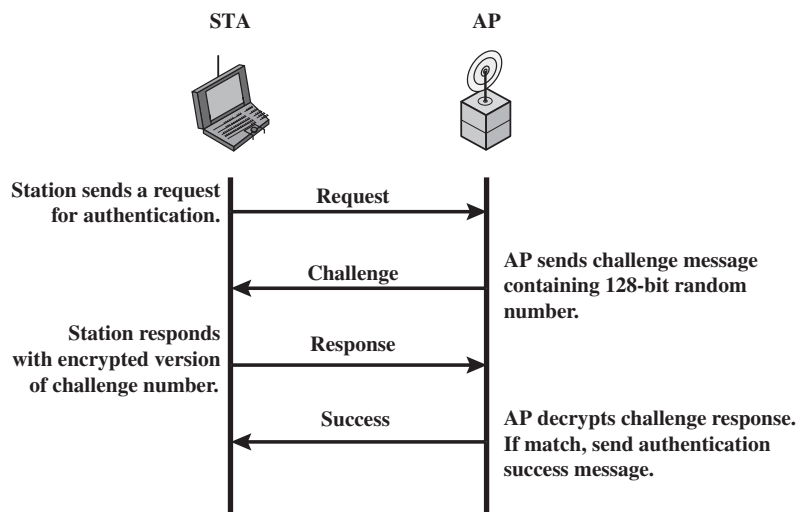 STA
AP
Station sends a request
for authentication.
Request
Challenge
AP sends challenge message
containing 128-bit random
number.
Station responds
with encrypted version
of challenge number.
Response
Success
AP decrypts challenge response.
If match, send authentication
success message.